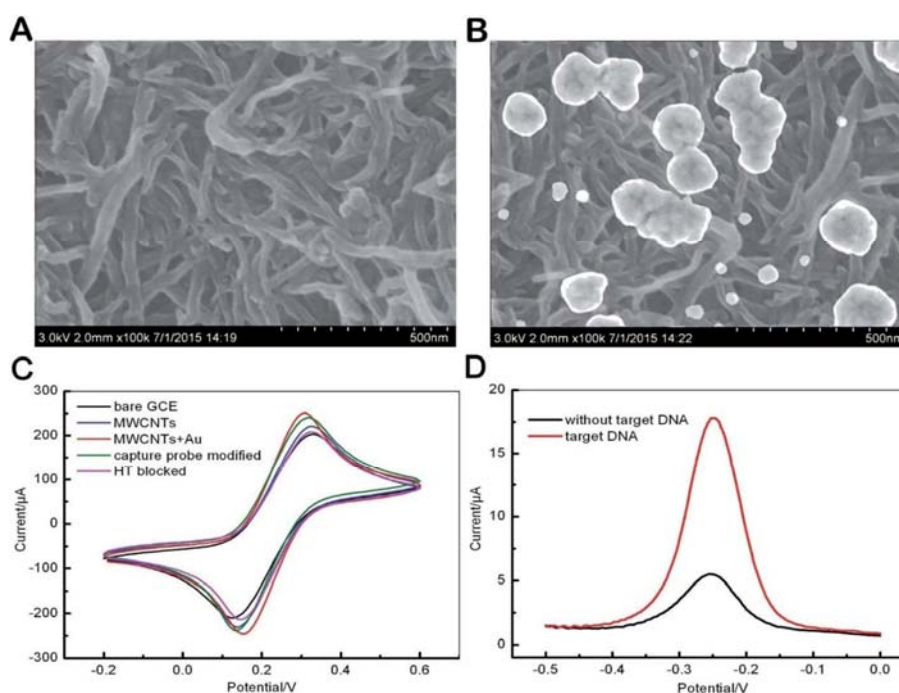 A
3.0kV 2.0mm x100k 7/1/2015 14:19
500nm
B
3.0kV 2.0mm x100k 7/1/2015 14:22
500nm
C
300
200
100
0
-100
-200
-300
Current/μA
bare GCE
MWCNTs
MWCNTs+Au
capture probe modified
HT blocked
-0.2
0.0
0.2
0.4
0.6
Potential/V
D
20
15
10
5
0
Current/μA
without target DNA
target DNA
-0.5
-0.4
-0.3
-0.2
-0.1
0.0
Potential/V